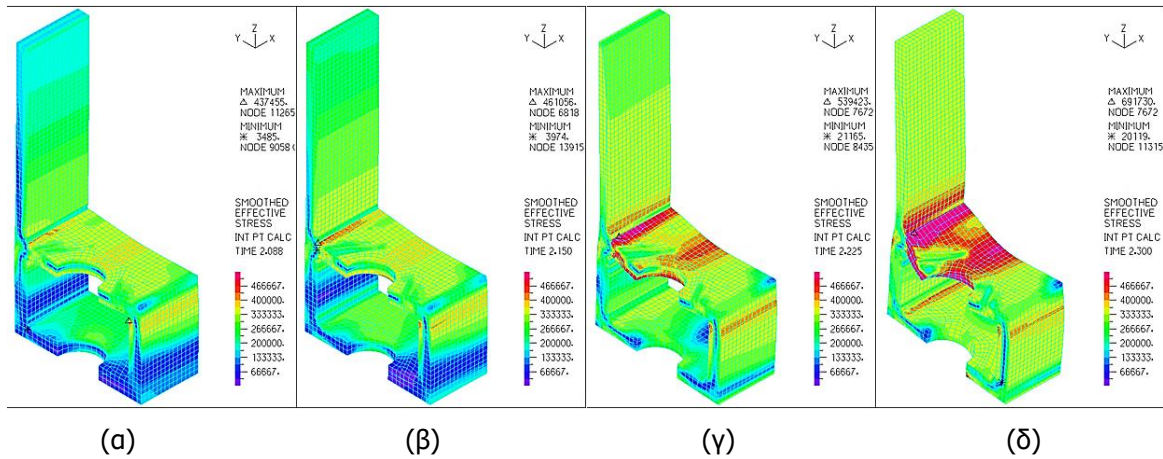 Z
Y X
MAXIMUM
Δ 437455.
NODE 11265
MINIMUM
✳ 3485.
NODE 9058(
SMOOTHED
EFFECTIVE
STRESS
INT PT CALC
TIME 2.088
466667.
400000.
333333.
266667.
200000.
133333.
66667.
(α)
Z
Y X
MAXIMUM
Δ 461056.
NODE 6818
MINIMUM
✳ 3974.
NODE 13915
SMOOTHED
EFFECTIVE
STRESS
INT PT CALC
TIME 2.150
466667.
400000.
333333.
266667.
200000.
133333.
66667.
(β)
Z
Y X
MAXIMUM
Δ 539423.
NODE 7672
MINIMUM
✳ 21165.
NODE 8435
SMOOTHED
EFFECTIVE
STRESS
INT PT CALC
TIME 2.225
466667.
400000.
333333.
266667.
200000.
133333.
66667.
(γ)
Z
Y X
MAXIMUM
Δ 691730.
NODE 7672
MINIMUM
✳ 20119.
NODE 11315
SMOOTHED
EFFECTIVE
STRESS
INT PT CALC
TIME 2.300
466667.
400000.
333333.
266667.
200000.
133333.
66667.
(δ)